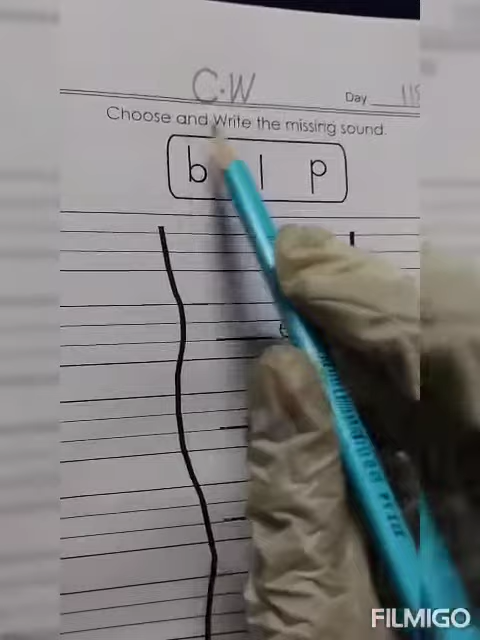 C.W
Day
Choose and Write the missing sound.
b l p
e
FILMIGO